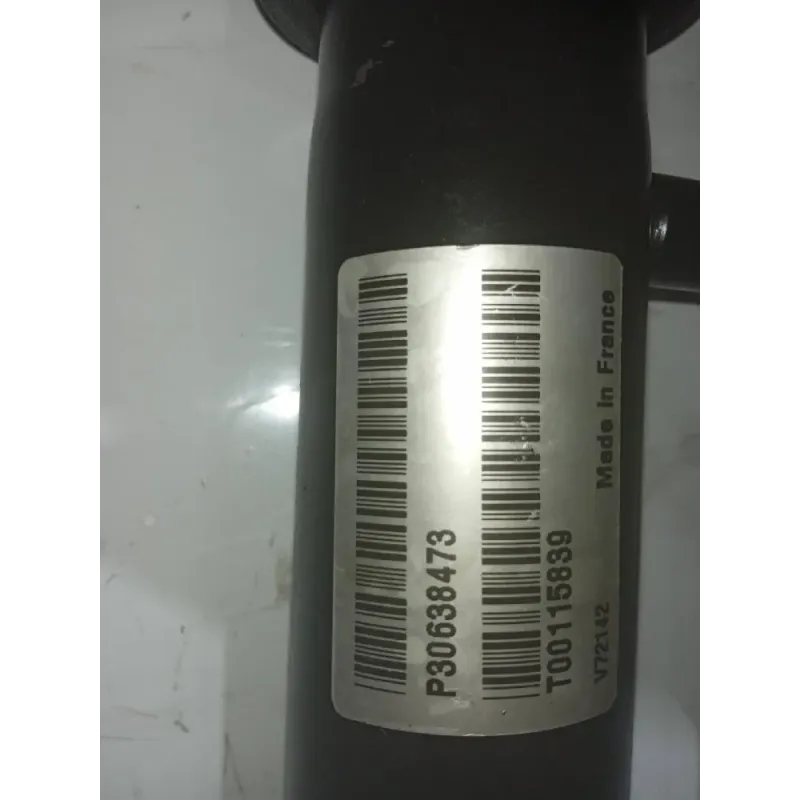 P30638473
T00115839
V72142 Made in France